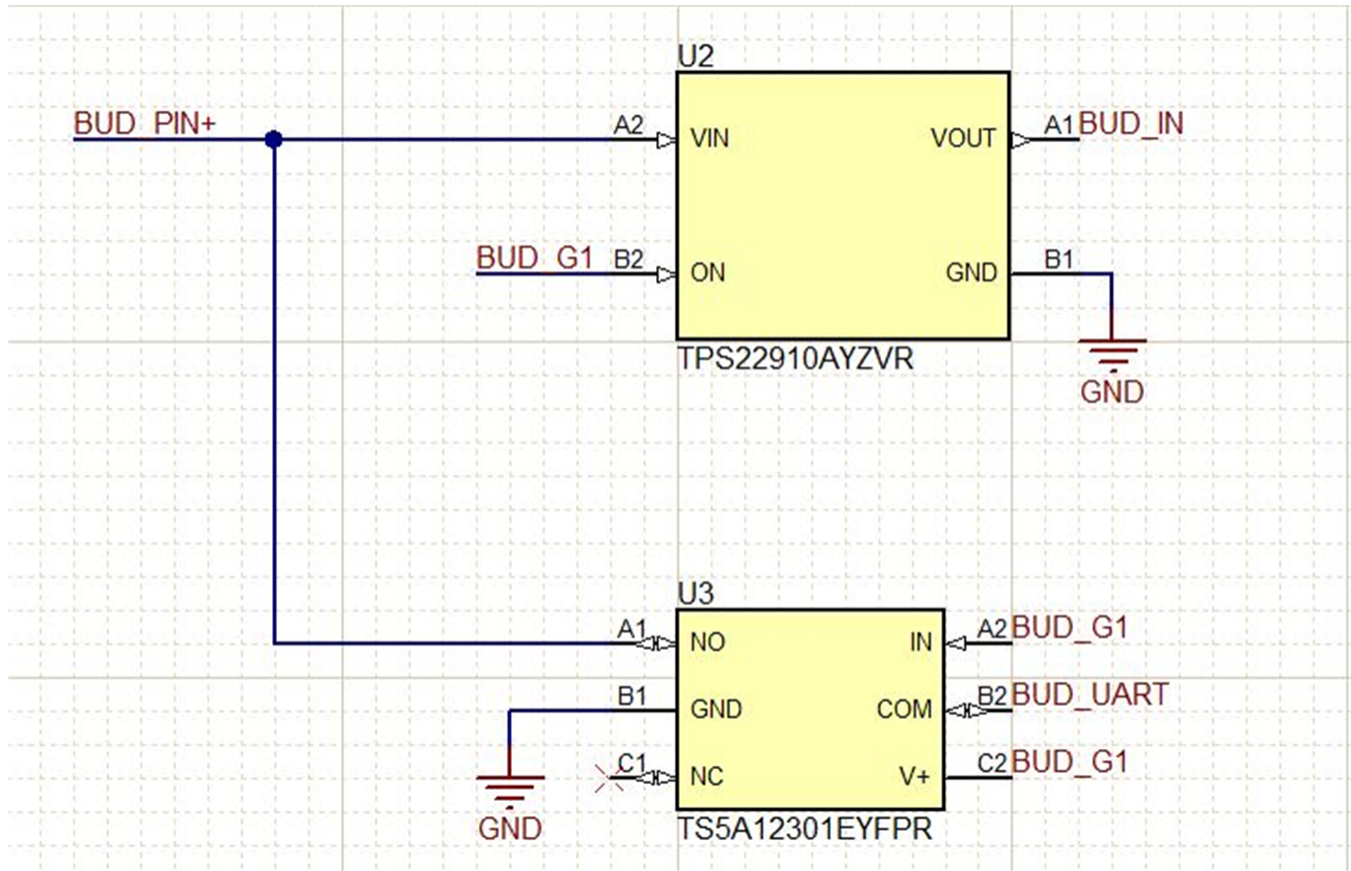 U2
BUD_PIN+
A2
VIN
VOUT
A1
BUD_IN
BUD_G1
B2
ON
GND
B1
TPS22910AYZVR
GND
U3
A1
NO
IN
A2
BUD_G1
B1
GND
COM
B2
BUD_UART
C1
NC
V+
C2
BUD_G1
TS5A12301EYFPR
GND